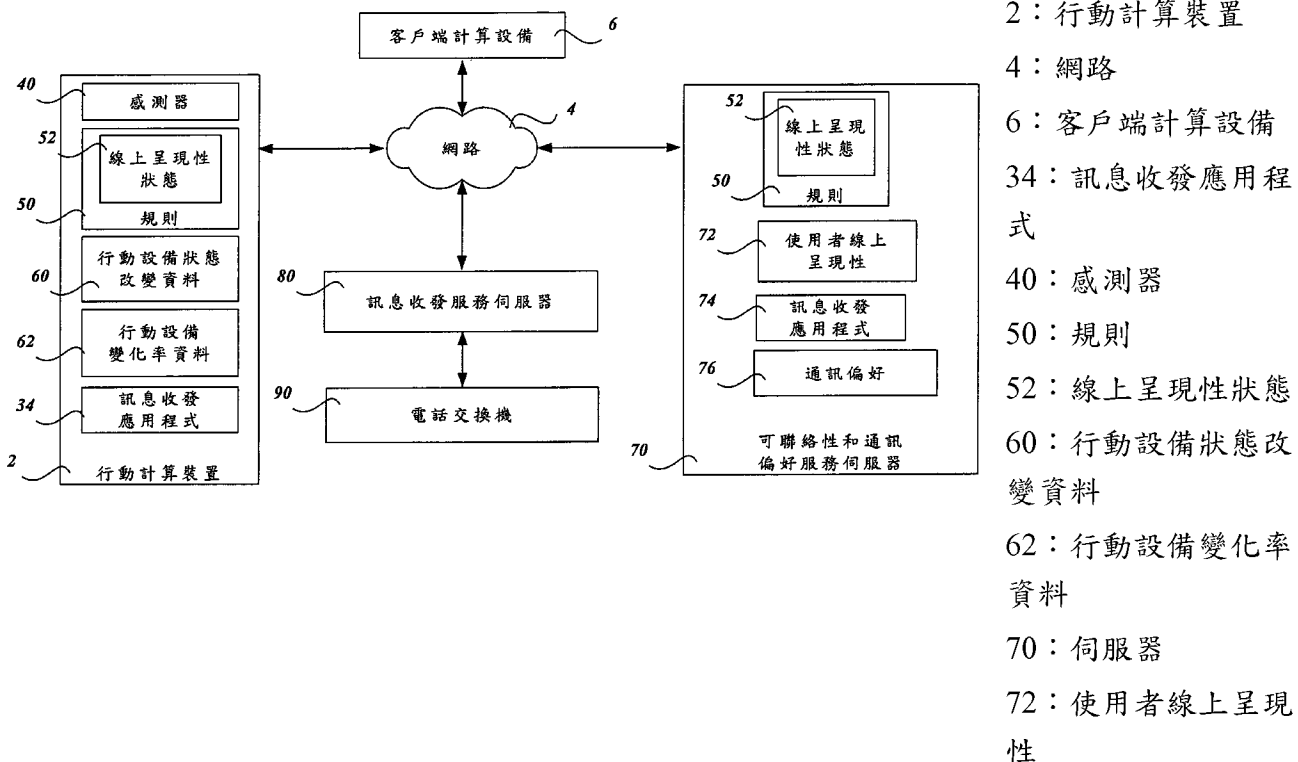 客戶端計算設備
6
40
感測器
52
線上呈現性
狀態
50
規則
60
行動設備狀態
改變資料
62
行動設備
變化率資料
34
訊息收發
應用程式
2
行動計算裝置
4
網路
80
訊息收發服務伺服器
90
電話交換機
52
線上呈現
性狀態
50
規則
72
使用者線上
呈現性
74
訊息收發
應用程式
76
通訊偏好
70
可聯絡性和通訊
偏好服務伺服器
2：行動計算裝置
4：網路
6：客戶端計算設備
34：訊息收發應用程
式
40：感測器
50：規則
52：線上呈現性狀態
60：行動設備狀態改
變資料
62：行動設備變化率
資料
70：伺服器
72：使用者線上呈現
性